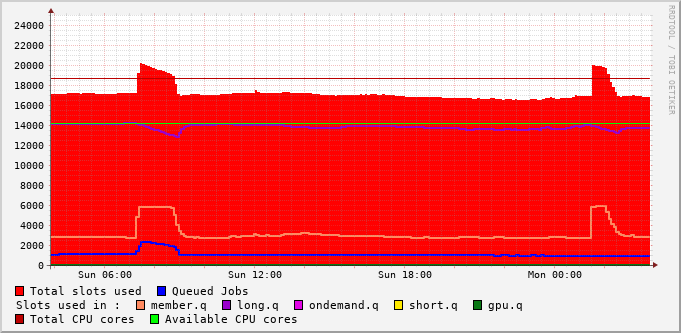 24000
22000
20000
18000
16000
14000
12000
10000
8000
6000
4000
2000
0
Sun 06:00 Sun 12:00 Sun 18:00 Mon 00:00
RRDTOOL / TOBI OETIKER
Total slots used Queued Jobs
Slots used in : member.q long.q ondemand.q short.q gpu.q
Total CPU cores Available CPU cores